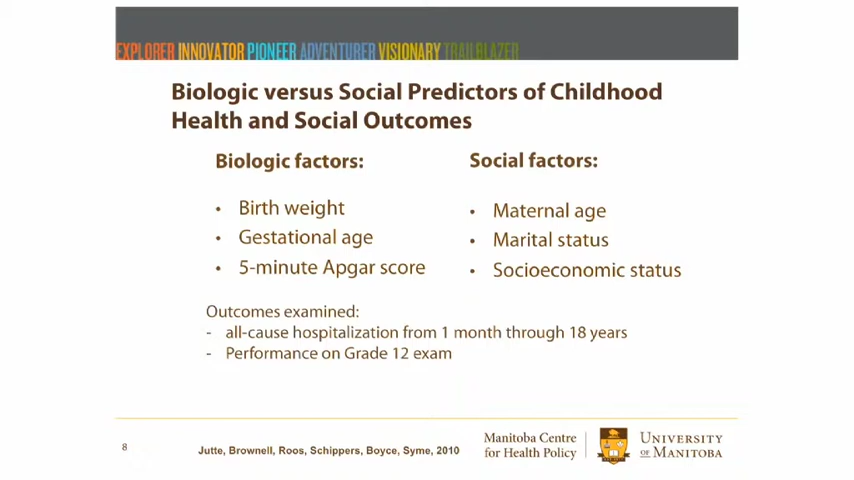 EXPLORER INNOVATOR PIONEER ADVENTURER VISIONARY TRAILBLAZER
Biologic versus Social Predictors of Childhood
Health and Social Outcomes
Biologic factors:
• Birth weight
• Gestational age
• 5-minute Apgar score
Social factors:
• Maternal age
• Marital status
• Socioeconomic status
Outcomes examined:
- all-cause hospitalization from 1 month through 18 years
- Performance on Grade 12 exam
8
Jutte, Brownell, Roos, Schippers, Boyce, Syme, 2010
Manitoba Centre
for Health Policy
UNIVERSITY
OF MANITOBA